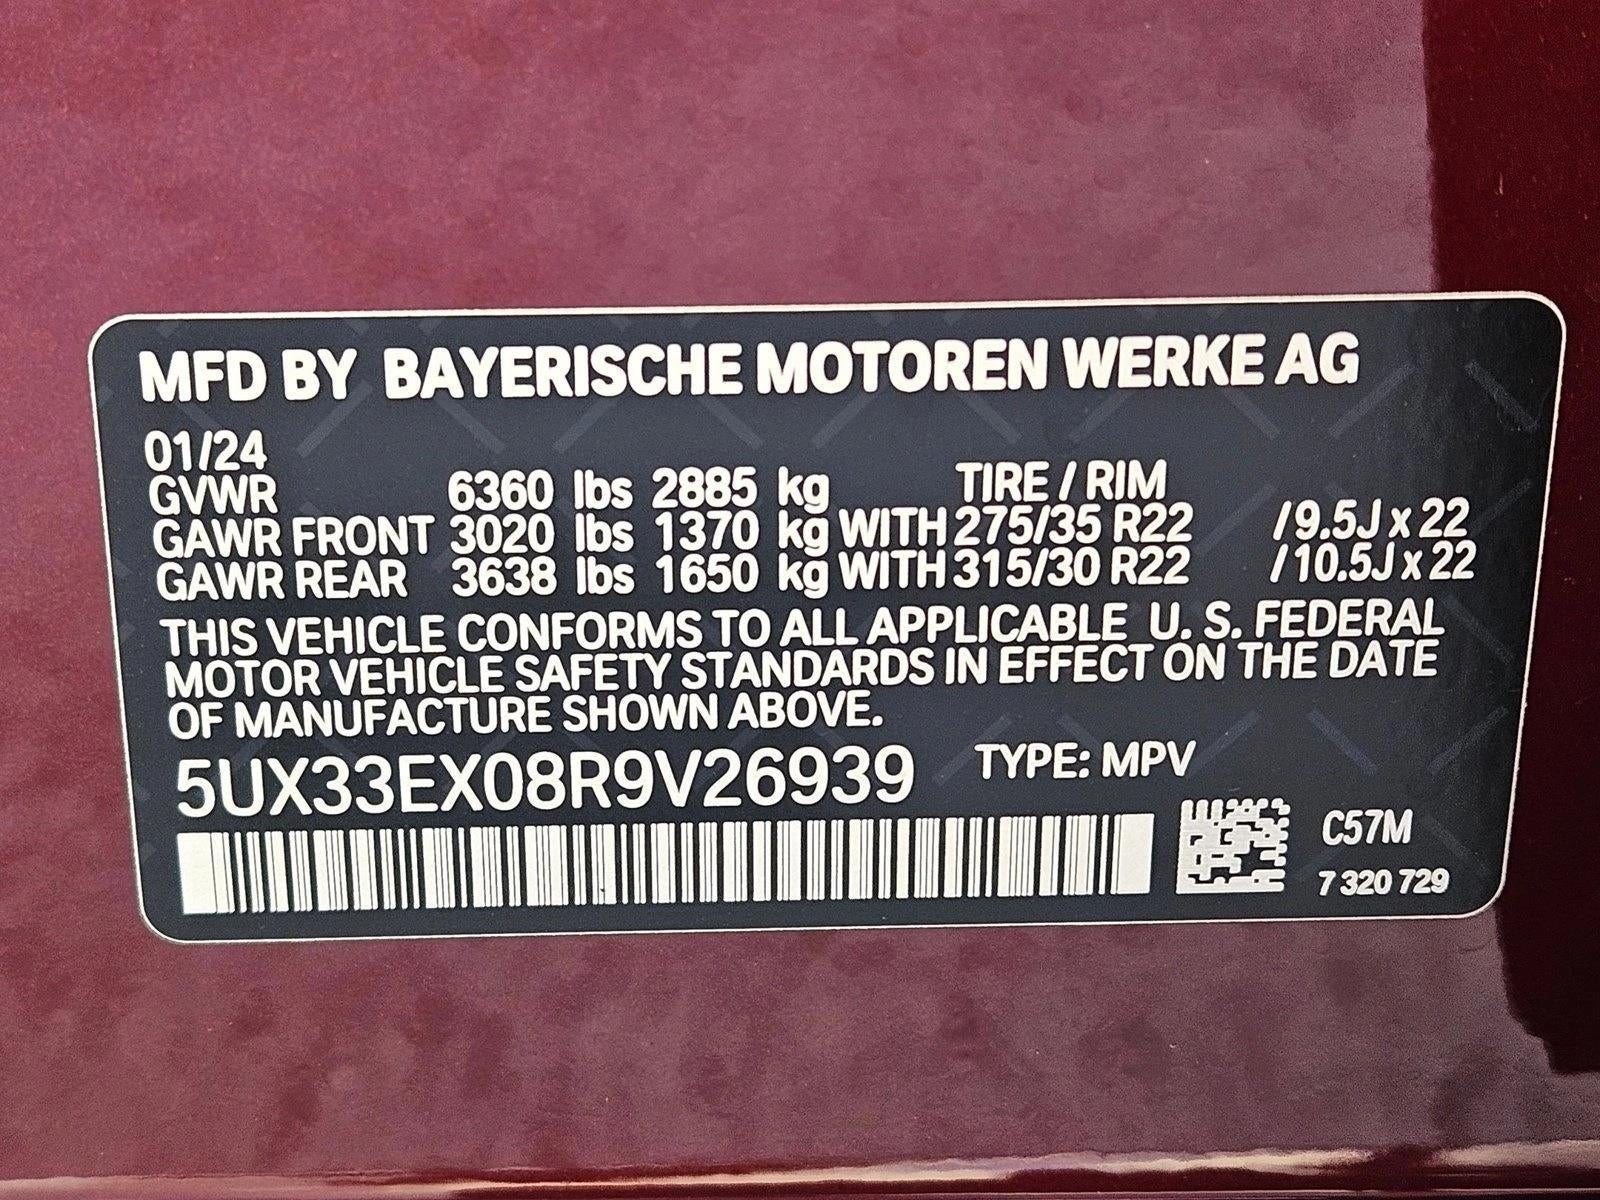 MFD BY BAYERISCHE MOTOREN WERKE AG
01/24
GVWR 6360 lbs 2885 kg TIRE / RIM
GAWR FRONT 3020 lbs 1370 kg WITH 275/35 R22 /9.5J x 22
GAWR REAR 3638 lbs 1650 kg WITH 315/30 R22 /10.5J x 22
THIS VEHICLE CONFORMS TO ALL APPLICABLE U. S. FEDERAL
MOTOR VEHICLE SAFETY STANDARDS IN EFFECT ON THE DATE
OF MANUFACTURE SHOWN ABOVE.
5UX33EX08R9V26939 TYPE: MPV
C57M
7 320 729